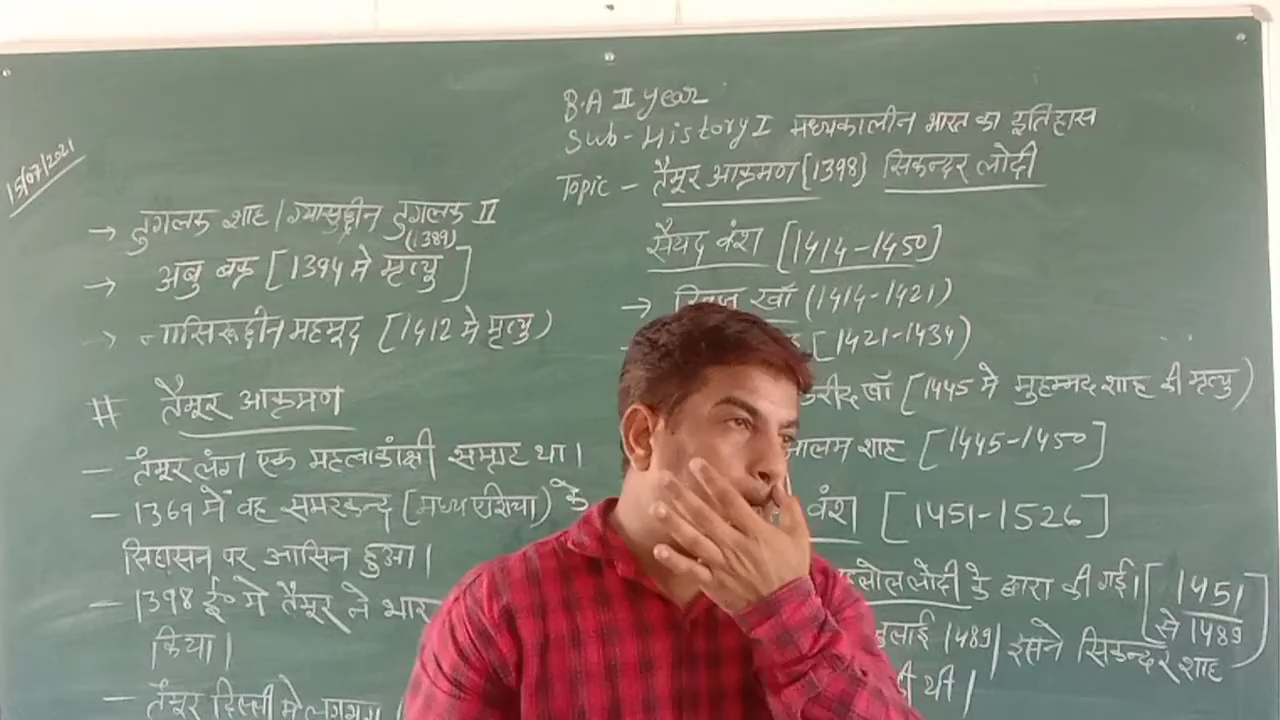 15/07/2021
B.A II year
Sub-History I मध्यकालीन भारत का इतिहास
Topic - तैमूर आक्रमण (1398) सिकन्दर लोदी
→ तुगलक शाह / ग्यासुद्दीन तुगलक II
(1389)
→ अबु बक्र [1394 मे मृत्यु]
→ नासिरूद्दीन महमूद [1412 मे मृत्यु)
# तैमूर आक्रमण
- तैमूर लंग एक महत्वाकांक्षी सम्राट था।
- 1369 में वह समरकन्द (मध्य एशिया) के
सिहासन पर आसिन हुआ।
- 1398 ई० मे तैमूर ने भार
किया।
- तैमूर दिल्ली मे लगभग
सैयद वंश [1414-1450]
→ खिज्र खाँ (1414-1421)
[1421-1434)
फरीद खाँ [1445 मे मुहम्मद शाह की मृत्यु)
आलम शाह [1445-1450]
वंश [1451-1526]
लोल लोदी के द्वारा की गई। [1451
से 1489]
जुलाई 1489 | इसने सिकन्दर शाह
थी।